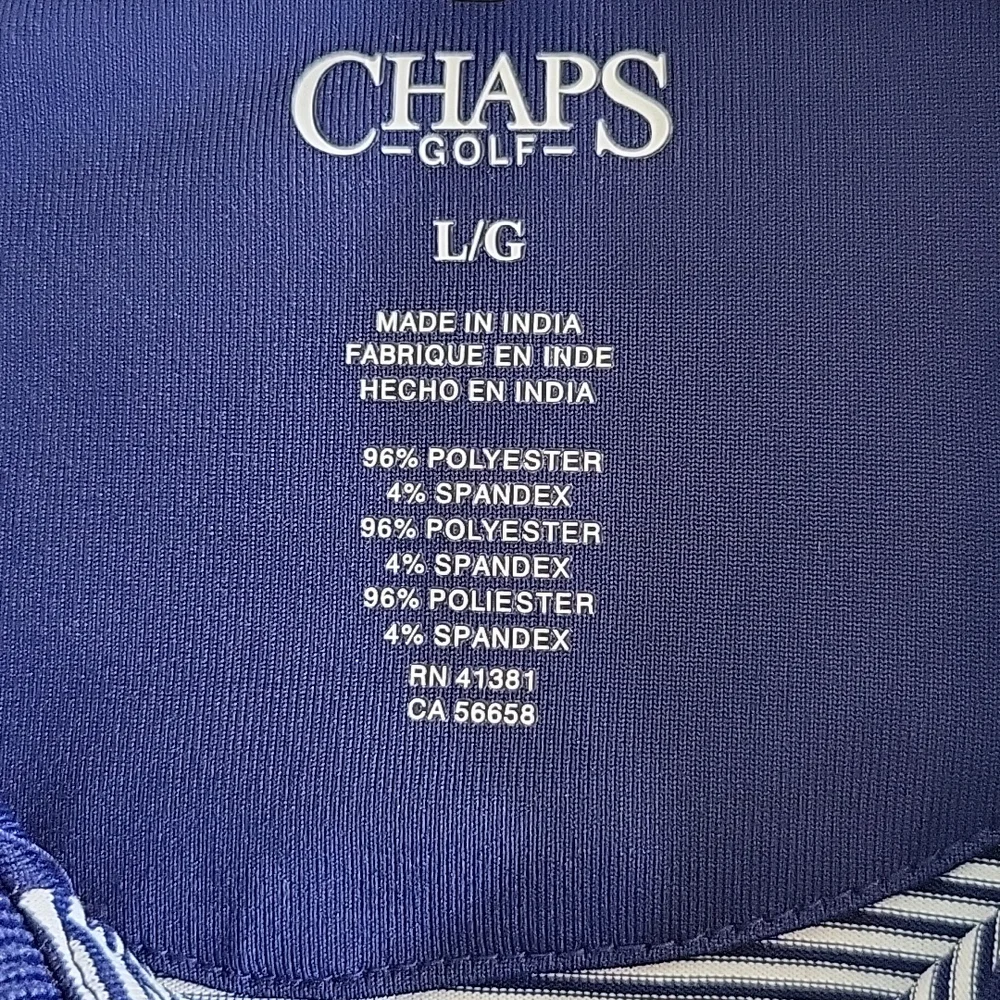 CHAPS
GOLF
L/G
MADE IN INDIA
FABRIQUE EN INDE
HECHO EN INDIA
96% POLYESTER
4% SPANDEX
96% POLYESTER
4% SPANDEX
96% POLIESTER
4% SPANDEX
RN 41381
CA 56658